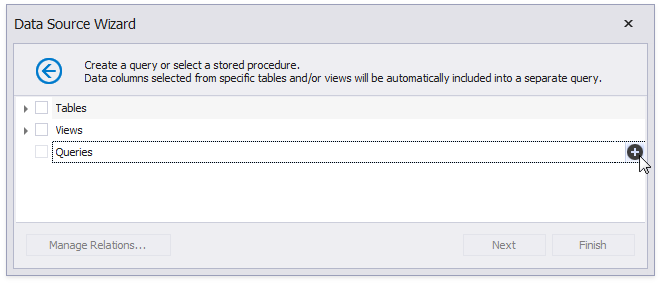 Data Source Wizard
Create a query or select a stored procedure.
Data columns selected from specific tables and/or views will be automatically included into a separate query.
Tables
Views
Queries
Manage Relations...
Next
Finish